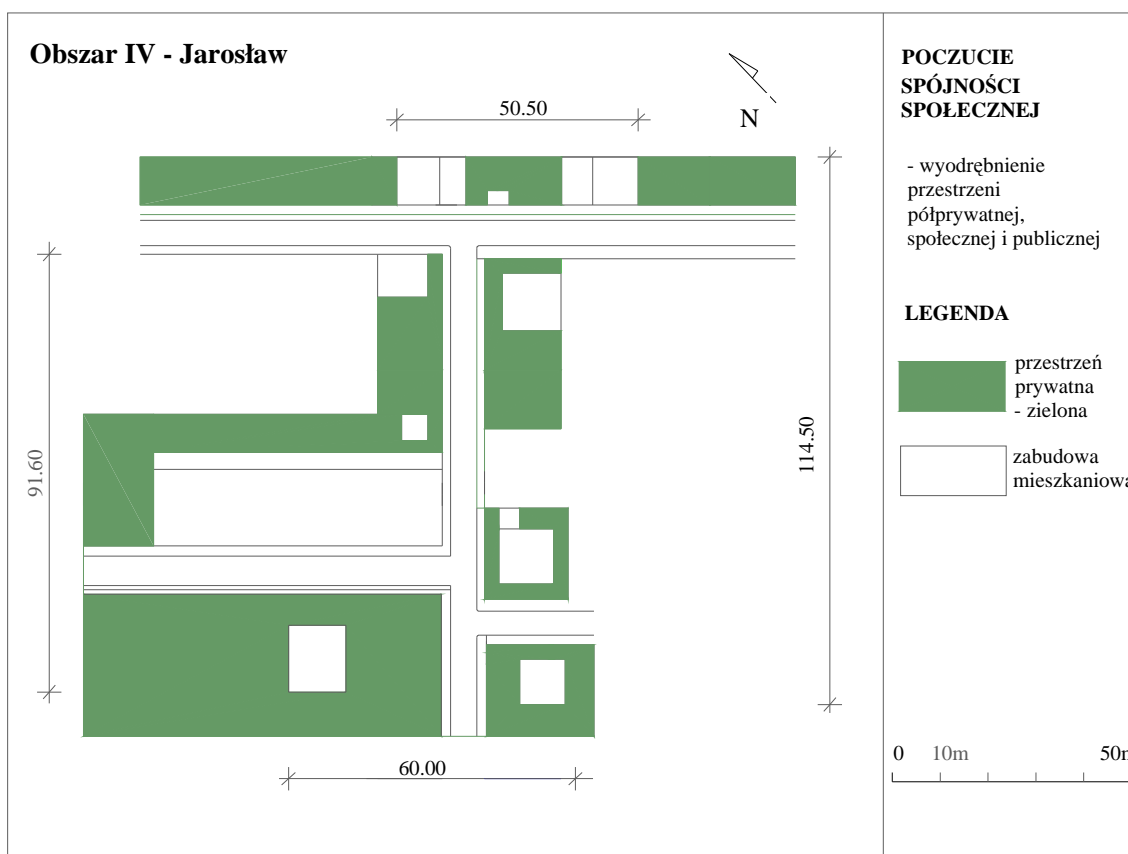 Obszar IV - Jarosław
50.50
N
91.60
114.50
60.00
POCZUCIE
SPÓJNOŚCI
SPOŁECZNEJ
- wyodrębnienie
przestrzeni
półprywatnej,
społecznej i publicznej
LEGENDA
przestrzeń
prywatna
- zielona
zabudowa
mieszkaniowa
0 10m 50m